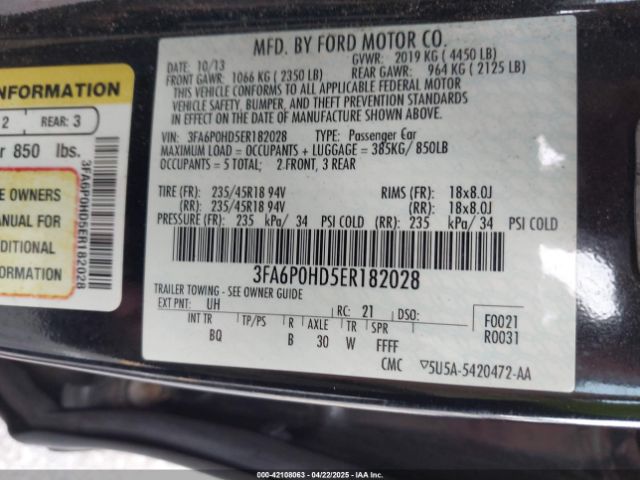 MFD. BY FORD MOTOR CO.
DATE: 10/13
GVWR: 2019 KG ( 4450 LB)
FRONT GAWR: 1066 KG ( 2350 LB)
REAR GAWR: 964 KG ( 2125 LB)
THIS VEHICLE CONFORMS TO ALL APPLICABLE FEDERAL MOTOR
VEHICLE SAFETY, BUMPER, AND THEFT PREVENTION STANDARDS
IN EFFECT ON THE DATE OF MANUFACTURE SHOWN ABOVE.
VIN: 3FA6P0HD5ER182028 TYPE: Passenger Car
MAXIMUM LOAD = OCCUPANTS + LUGGAGE = 385KG/ 850LB
OCCUPANTS = 5 TOTAL; 2 FRONT, 3 REAR
TIRE (FR): 235/45R18 94V RIMS (FR): 18x8.0J
(RR): 235/45R18 94V (RR): 18x8.0J
PRESSURE (FR): 235 kPa/ 34 PSI COLD (RR): 235 kPa/ 34 PSI COLD
3FA6P0HD5ER182028
TRAILER TOWING - SEE OWNER GUIDE
EXT PNT: UH RC: 21 DSO:
F0021
R0031
INT TR TP/PS R AXLE TR SPR
BQ B 30 W FFFF
CMC ▽5U5A-5420472-AA
INFORMATION
2 REAR: 3
r 850 lbs.
E OWNERS
ANUAL FOR
DDITIONAL
FORMATION
3FA6P0HD5ER182028
3-42108063 - 04/22/2025 - IAAI.COM